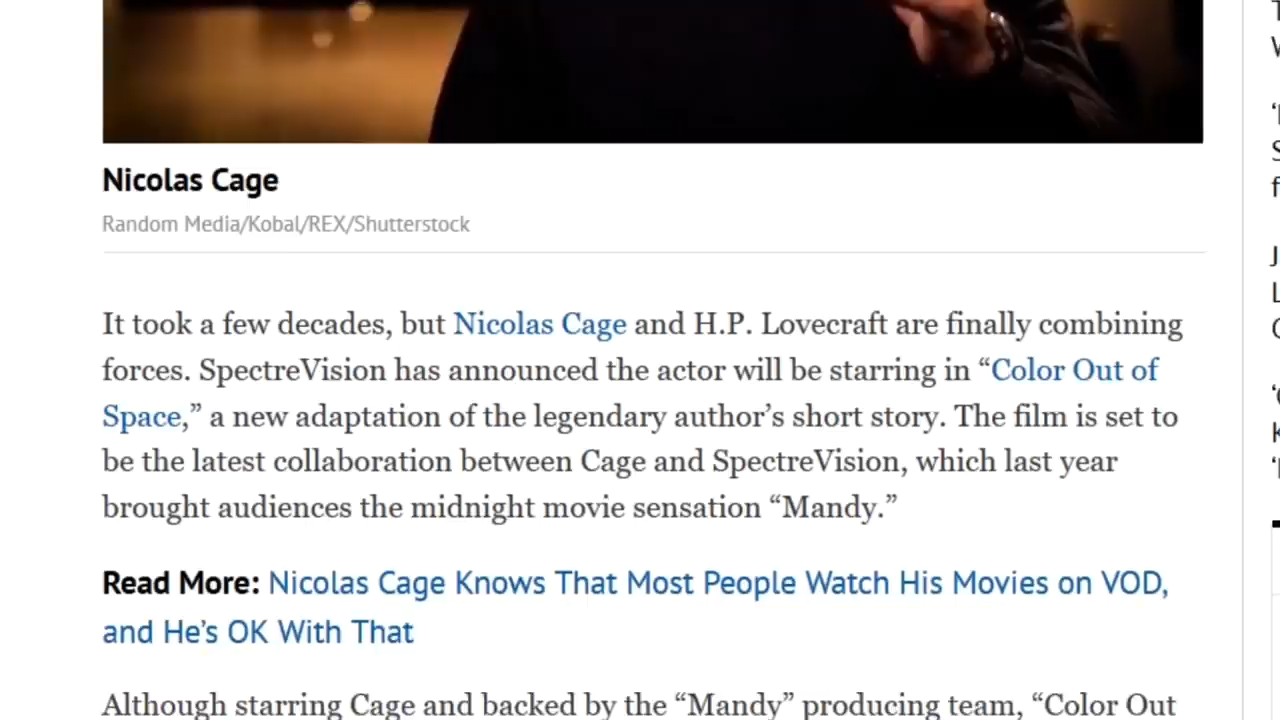 Nicolas Cage
Random Media/Kobal/REX/Shutterstock
It took a few decades, but Nicolas Cage and H.P. Lovecraft are finally combining
forces. SpectreVision has announced the actor will be starring in “Color Out of
Space,” a new adaptation of the legendary author’s short story. The film is set to
be the latest collaboration between Cage and SpectreVision, which last year
brought audiences the midnight movie sensation “Mandy.”
Read More: Nicolas Cage Knows That Most People Watch His Movies on VOD,
and He’s OK With That
Although starring Cage and backed by the “Mandy” producing team, “Color Out